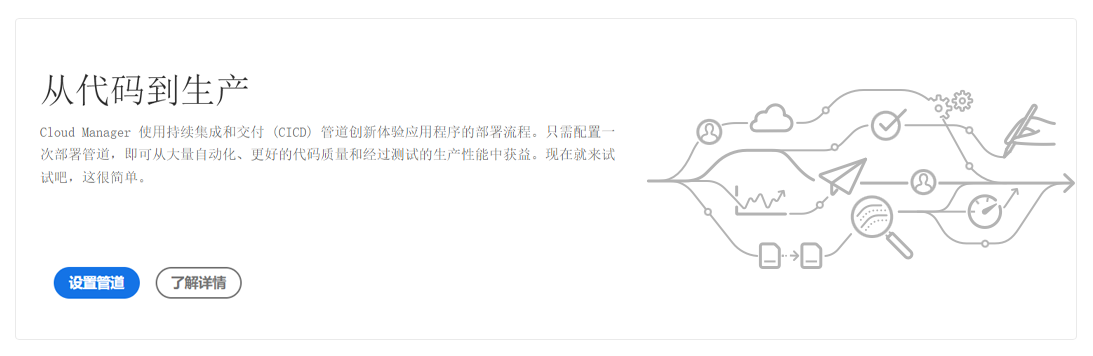 从代码到生产
Cloud Manager 使用持续集成和交付 (CICD) 管道创新体验应用程序的部署流程。只需配置一
次部署管道，即可从大量自动化、更好的代码质量和经过测试的生产性能中获益。现在就来试
试吧，这很简单。
设置管道
了解详情